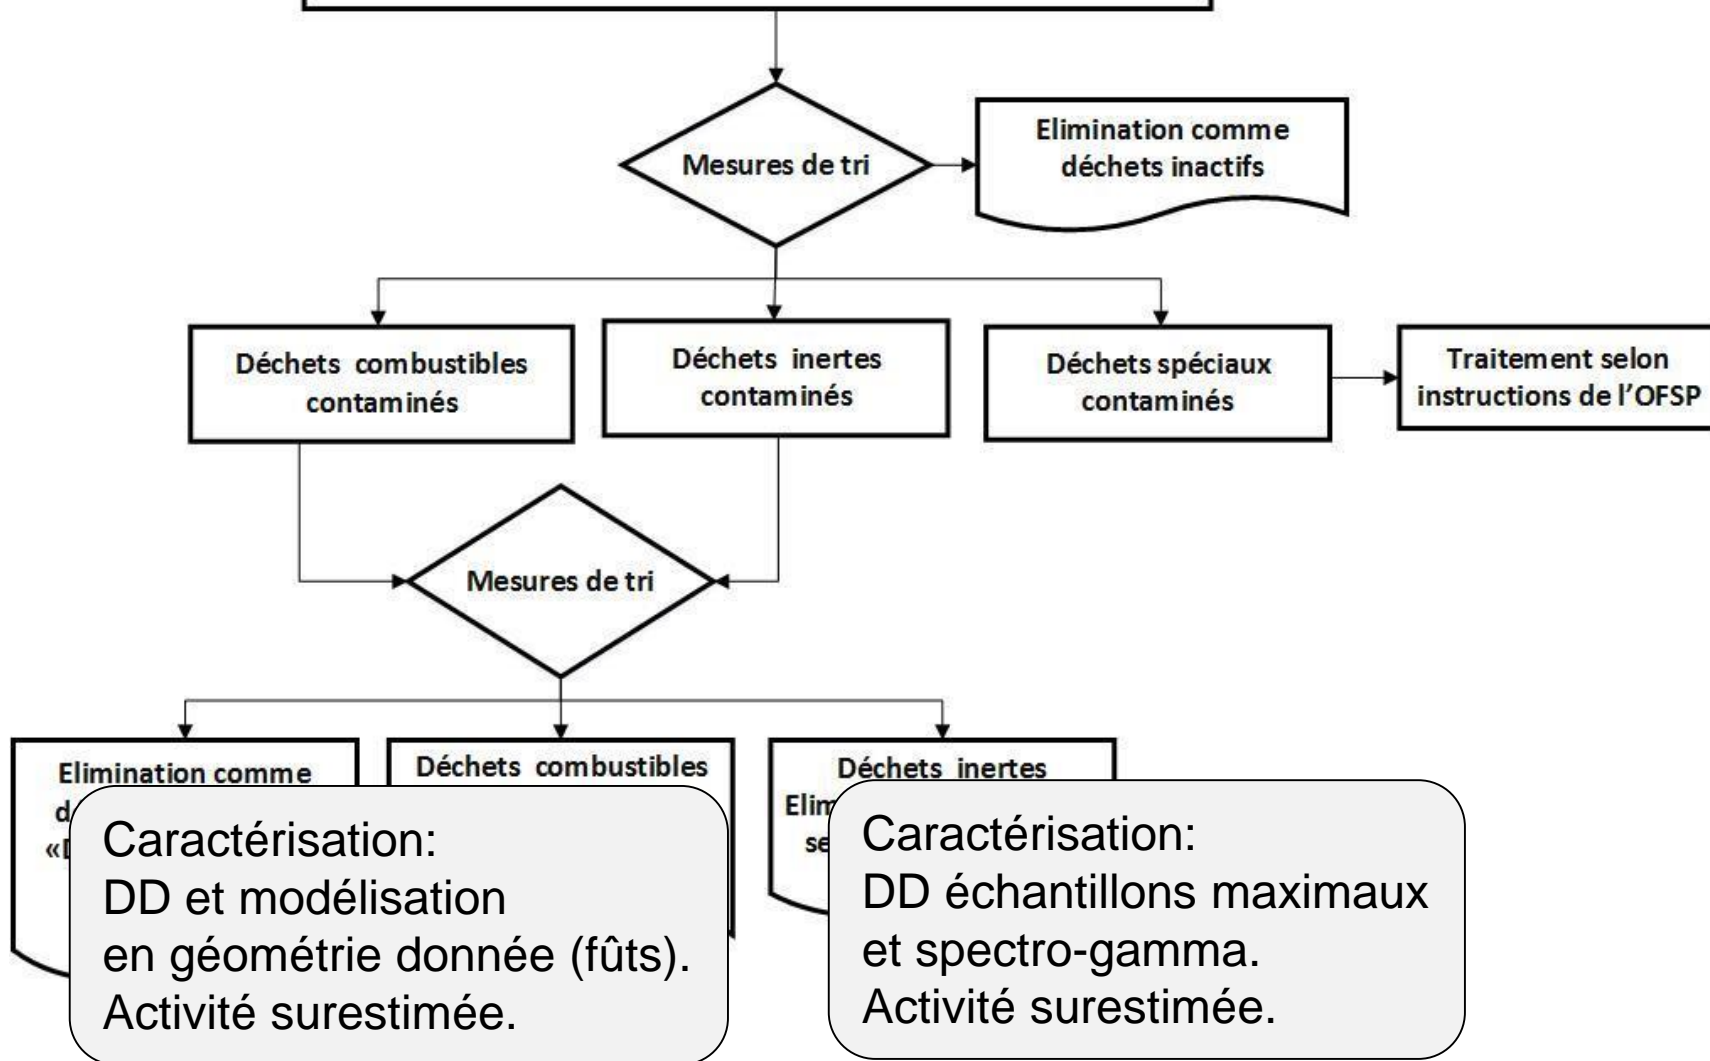 Mesures de tri
Elimination comme
déchets inactifs
Déchets combustibles
contaminés
Déchets inertes
contaminés
Déchets spéciaux
contaminés
Traitement selon
instructions de l'OFSP
Mesures de tri
Elimination comme
Déchets combustibles
Déchets inertes
Caractérisation:
DD et modélisation
en géométrie donnée (fûts).
Activité surestimée.
Caractérisation:
DD échantillons maximaux
et spectro-gamma.
Activité surestimée.